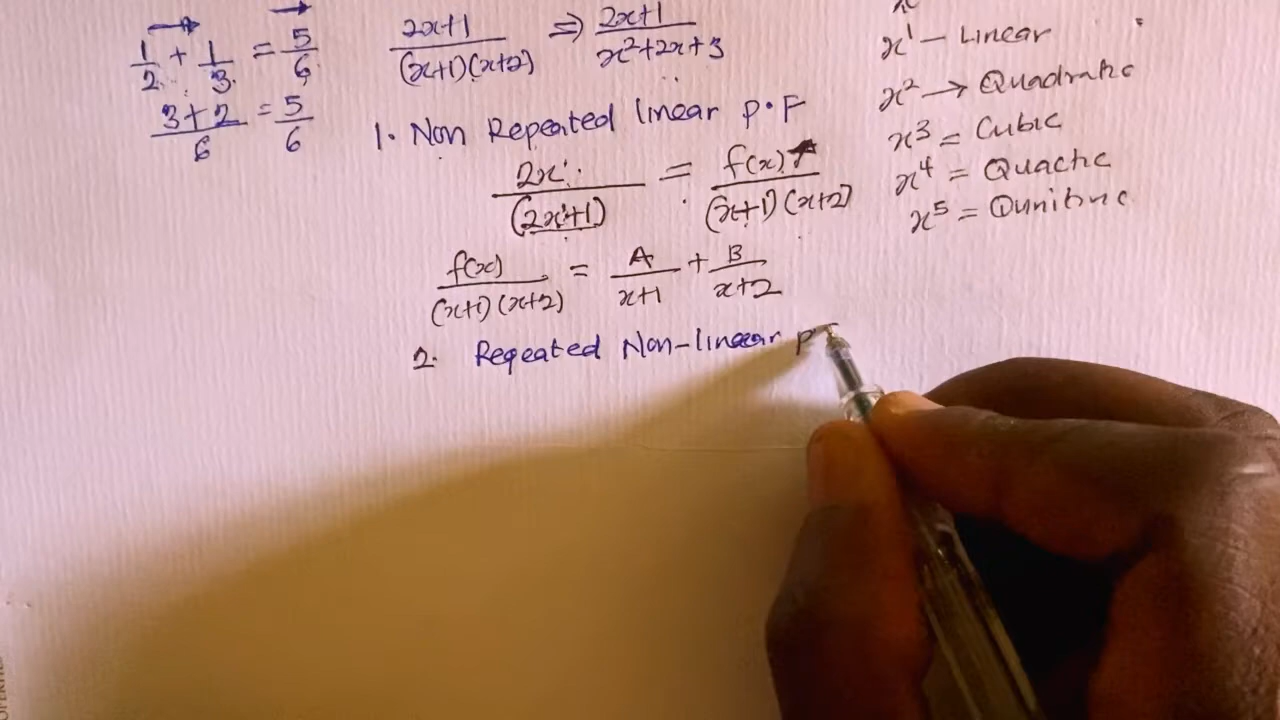 1/2 + 1/3 = 5/6
(3+2)/6 = 5/6
(2x+1)/((x+1)(x+2)) ⇒ (2x+1)/(x²+2x+3)
1. Non Repeated linear P.F
2x/(2x+1) = f(x)/((x+1)(x+2))
f(x)/((x+1)(x+2)) = A/(x+1) + B/(x+2)
2. Repeated Non-linear P
x¹ – Linear
x² → Quadratic
x³ = Cubic
x⁴ = Quactic
x⁵ =